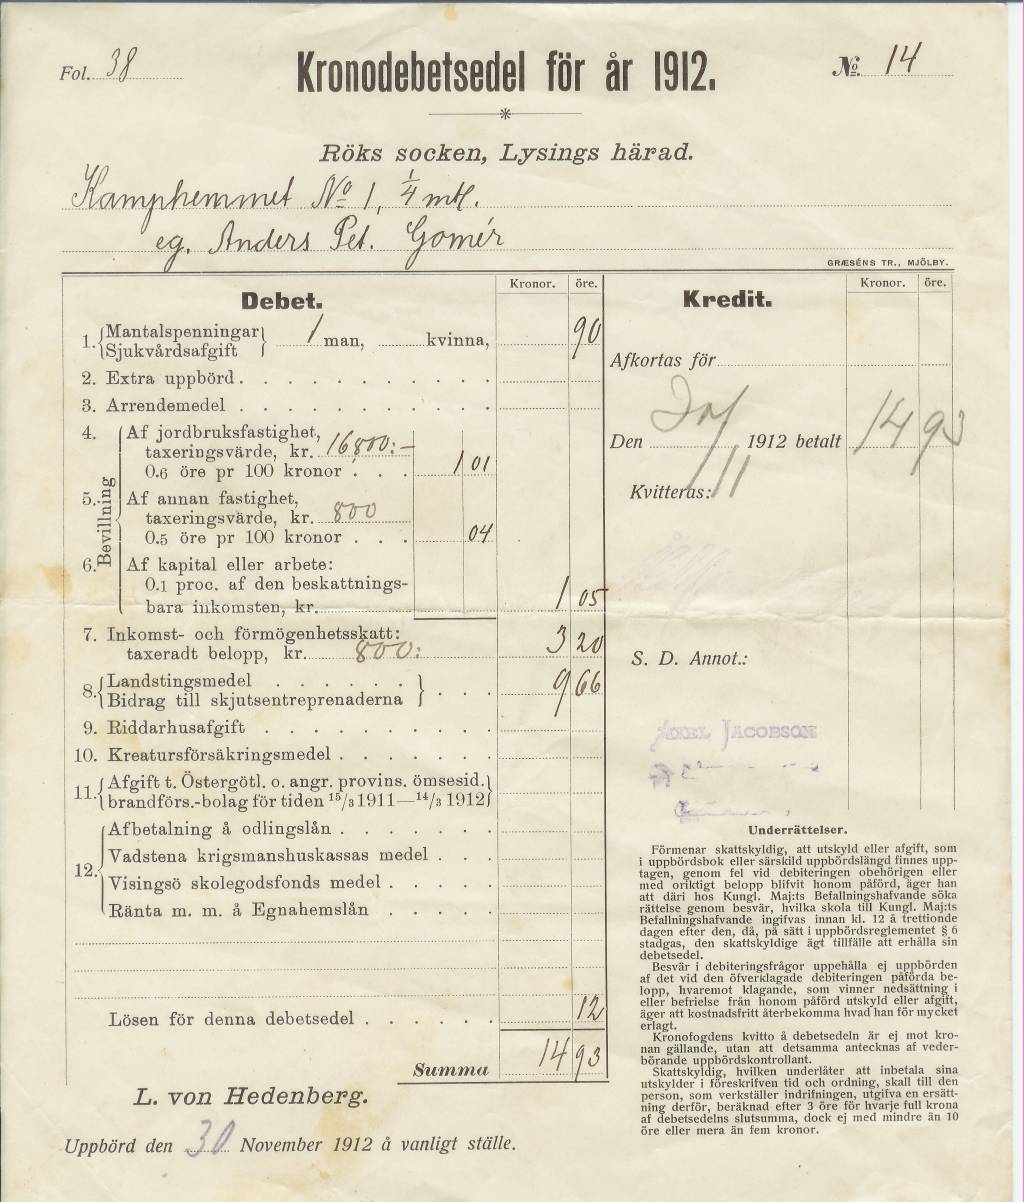 Fol. 38
Kronodebetsedel för år 1912.
№ 14
Röks socken, Lysings härad.
Kamphemmet No 1, 1/4 mtl.
eg. Anders Pet. Gomér
GRÆSÉNS TR., MJÖLBY.
Debet.
Kronor. öre.
1. Mantalspenningar
Sjukvårdsafgift
1 man, kvinna, 90
2. Extra uppbörd
3. Arrendemedel
Bevillning
4. Af jordbruksfastighet,
taxeringsvärde, kr. 16,800:–
0.6 öre pr 100 kronor 1 01
5. Af annan fastighet,
taxeringsvärde, kr. 800
0.5 öre pr 100 kronor 04
6. Af kapital eller arbete:
0.1 proc. af den beskattnings-
bara inkomsten, kr. 1 05
7. Inkomst- och förmögenhetsskatt:
taxeradt belopp, kr. 800: 3 20
8. Landstingsmedel
Bidrag till skjutsentreprenaderna 9 66
9. Riddarhusafgift
10. Kreatursförsäkringsmedel
11. Afgift t. Östergötl. o. angr. provins. ömsesid.
brandförs.-bolag för tiden 15/3 1911—14/3 1912
12. Afbetalning å odlingslån
Vadstena krigsmanshuskassas medel
Visingsö skolegodsfonds medel
Ränta m. m. å Egnahemslån
Lösen för denna debetsedel 12
Summa 14 93
L. von Hedenberg.
Uppbörd den 30 November 1912 å vanligt ställe.
Kredit.
Kronor. öre.
Afkortas för
Den 1912 betalt 14 93
Kvitteras:
S. D. Annot.:
AXEL JACOBSON
Underrättelser.
Förmenar skattskyldig, att utskyld eller afgift, som
i uppbördsbok eller särskild uppbördslängd finnes upp-
tagen, genom fel vid debiteringen obehörigen eller
med oriktigt belopp blifvit honom påförd, äger han
att däri hos Kungl. Maj:ts Befallningshafvande söka
rättelse genom besvär, hvilka skola till Kungl. Maj:ts
Befallningshafvande ingifvas innan kl. 12 å trettionde
dagen efter den, då, på sätt i uppbördsreglementet § 6
stadgas, den skattskyldige ägt tillfälle att erhålla sin
debetsedel.
Besvär i debiteringsfrågor uppehålla ej uppbörden
af det vid den öfverklagade debiteringen påförda be-
lopp, hvaremot klagande, som vinner nedsättning i
eller befrielse från honom påförd utskyld eller afgift,
äger att kostnadsfritt återbekomma hvad han för mycket
erlagt.
Kronofogdens kvitto å debetsedeln är ej mot kro-
nan gällande, utan att detsamma antecknas af veder-
börande uppbördskontrollant.
Skattskyldig, hvilken underlåter att inbetala sina
utskylder i föreskrifven tid och ordning, skall till den
person, som verkställer indrifningen, utgifva en ersätt-
ning derför, beräknad efter 3 öre för hvarje full krona
af debetsedelns slutsumma, dock ej med mindre än 10
öre eller mera än fem kronor.